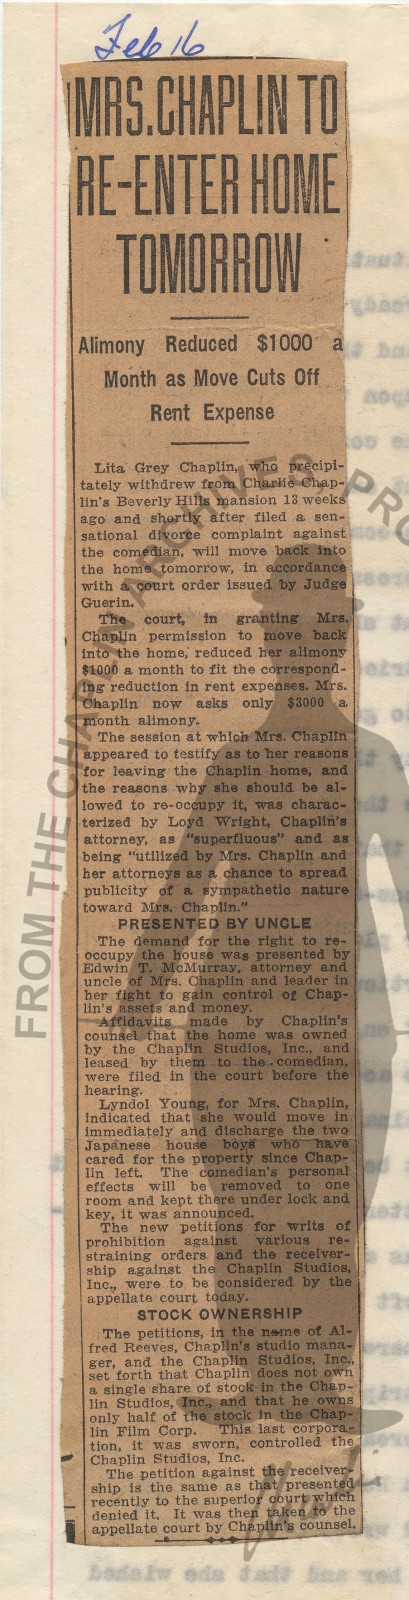 Feb 16
MRS. CHAPLIN TO
RE-ENTER HOME
TOMORROW
Alimony Reduced $1000 a
Month as Move Cuts Off
Rent Expense
Lita Grey Chaplin, who precipi-
tately withdrew from Charlie Chap-
lin's Beverly Hills mansion 13 weeks
ago and shortly after filed a sen-
sational divorce complaint against
the comedian, will move back into
the home tomorrow, in accordance
with a court order issued by Judge
Guerin.
The court, in granting Mrs.
Chaplin permission to move back
into the home, reduced her alimony
$1000 a month to fit the correspond-
ing reduction in rent expenses. Mrs.
Chaplin now asks only $3000 a
month alimony.
The session at which Mrs. Chaplin
appeared to testify as to her reasons
for leaving the Chaplin home, and
the reasons why she should be al-
lowed to re-occupy it, was charac-
terized by Loyd Wright, Chaplin's
attorney, as "superfluous" and as
being "utilized by Mrs. Chaplin and
her attorneys as a chance to spread
publicity of a sympathetic nature
toward Mrs. Chaplin."
PRESENTED BY UNCLE
The demand for the right to re-
occupy the house was presented by
Edwin T. McMurray, attorney and
uncle of Mrs. Chaplin and leader in
her fight to gain control of Chap-
lin's assets and money.
Affidavits made by Chaplin's
counsel that the home was owned
by the Chaplin Studios, Inc., and
leased by them to the comedian,
were filed in the court before the
hearing.
Lyndol Young, for Mrs. Chaplin,
indicated that she would move in
immediately and discharge the two
Japanese house boys who have
cared for the property since Chap-
lin left. The comedian's personal
effects will be removed to one
room and kept there under lock and
key, it was announced.
The new petitions for writs of
prohibition against various re-
straining orders and the receiver-
ship against the Chaplin Studios,
Inc., were to be considered by the
appellate court today.
STOCK OWNERSHIP
The petitions, in the name of Al-
fred Reeves, Chaplin's studio mana-
ger, and the Chaplin Studios, Inc.,
set forth that Chaplin does not own
a single share of stock in the Chap-
lin Studios, Inc., and that he owns
only half of the stock in the Chap-
lin Film Corp. This last corpora-
tion, it was sworn, controlled the
Chaplin Studios, Inc.
The petition against the receiver-
ship is the same as that presented
recently to the superior court which
denied it. It was then taken to the
appellate court by Chaplin's counsel.
FROM THE CHAPLIN ARCHIVES
her and that she wished